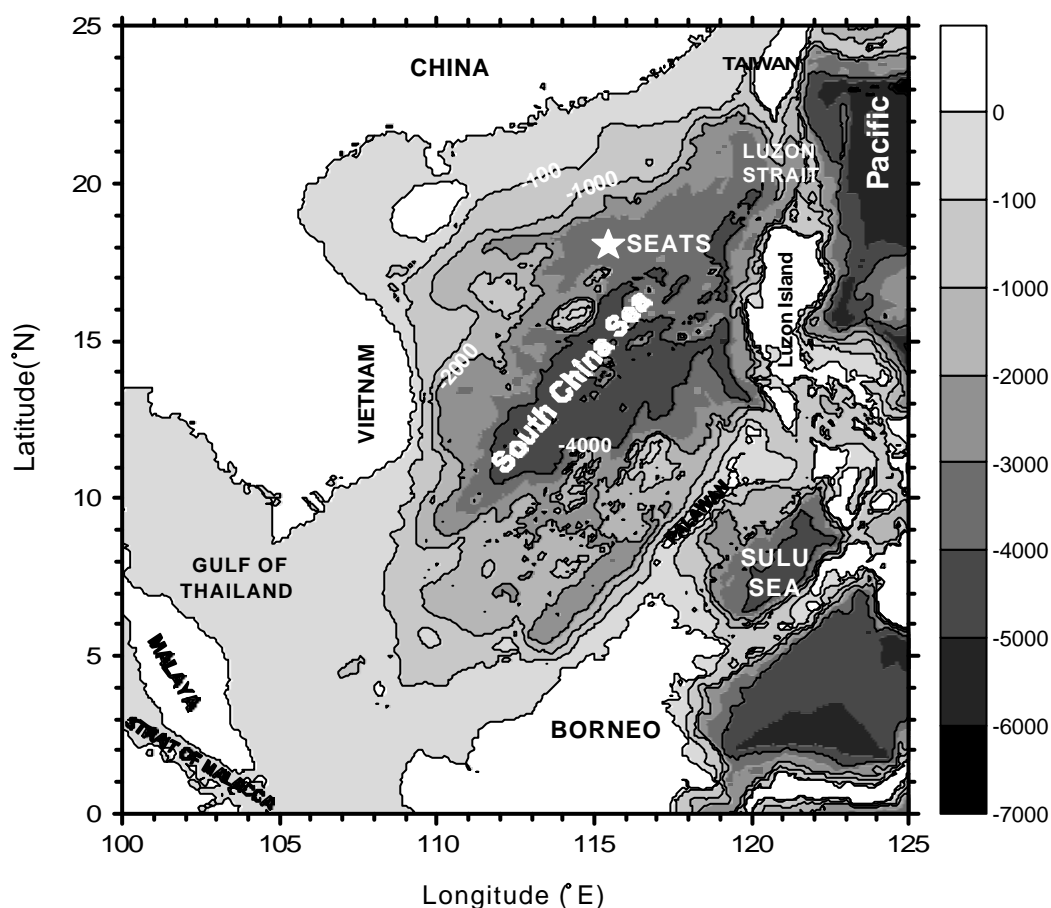 25
20
15
10
5
0
Latitude(°N)
100
105
110
115
120
125
Longitude (°E)
CHINA
TAIWAN
Pacific
LUZON
STRAIT
-100
-1000
SEATS
Luzon Island
South China Sea
-2000
VIETNAM
-4000
PALAWAN
GULF OF
THAILAND
SULU
SEA
MALAYA
BORNEO
STRAIT OF MALACCA
0
-100
-1000
-2000
-3000
-4000
-5000
-6000
-7000